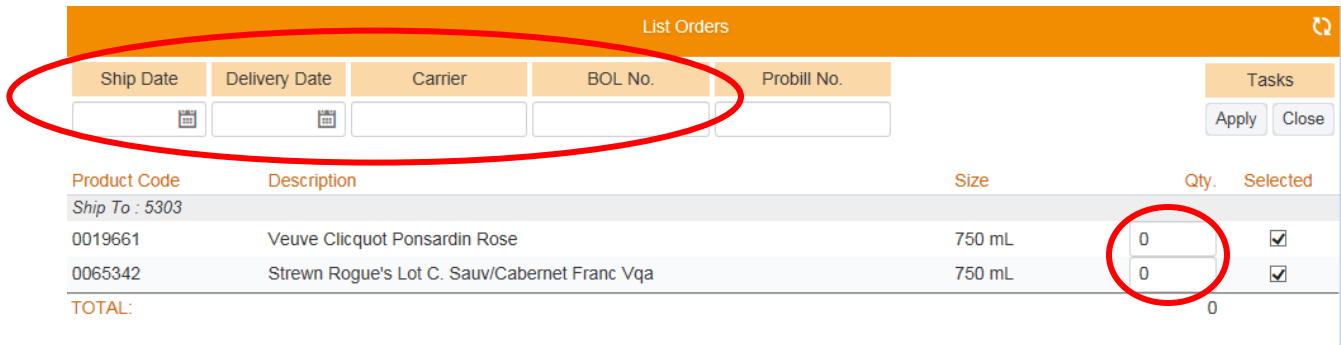 List Orders
Ship Date Delivery Date Carrier BOL No. Probill No. Tasks
Apply Close
Product Code Description Size Qty. Selected
Ship To : 5303
0019661 Veuve Clicquot Ponsardin Rose 750 mL 0
0065342 Strewn Rogue's Lot C. Sauv/Cabernet Franc Vqa 750 mL 0
TOTAL: 0